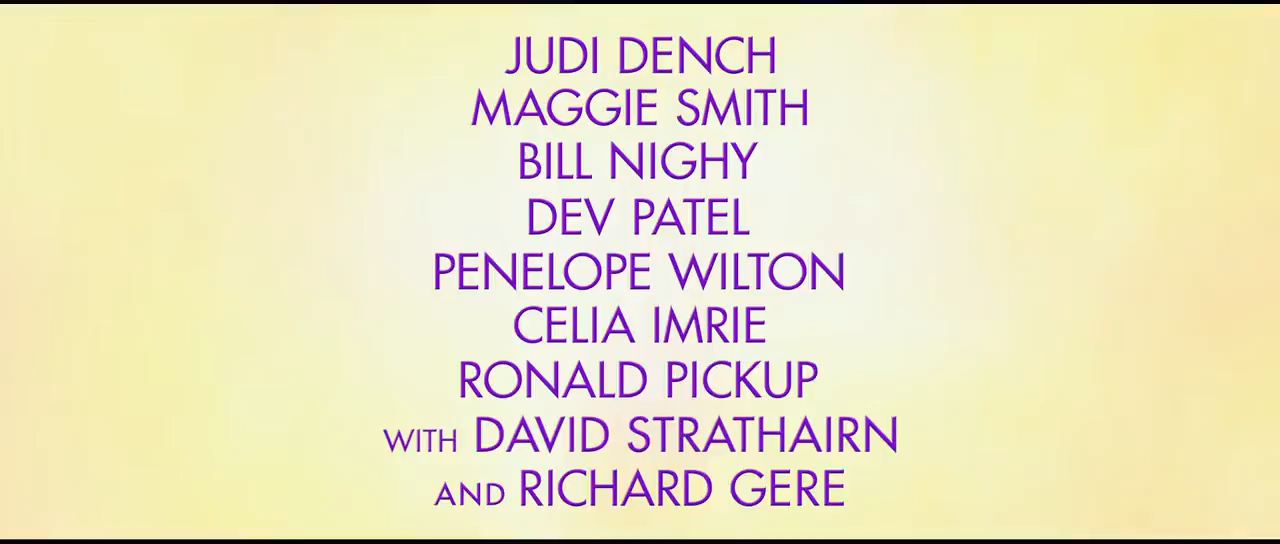 JUDI DENCH
MAGGIE SMITH
BILL NIGHY
DEV PATEL
PENELOPE WILTON
CELIA IMRIE
RONALD PICKUP
WITH DAVID STRATHAIRN
AND RICHARD GERE